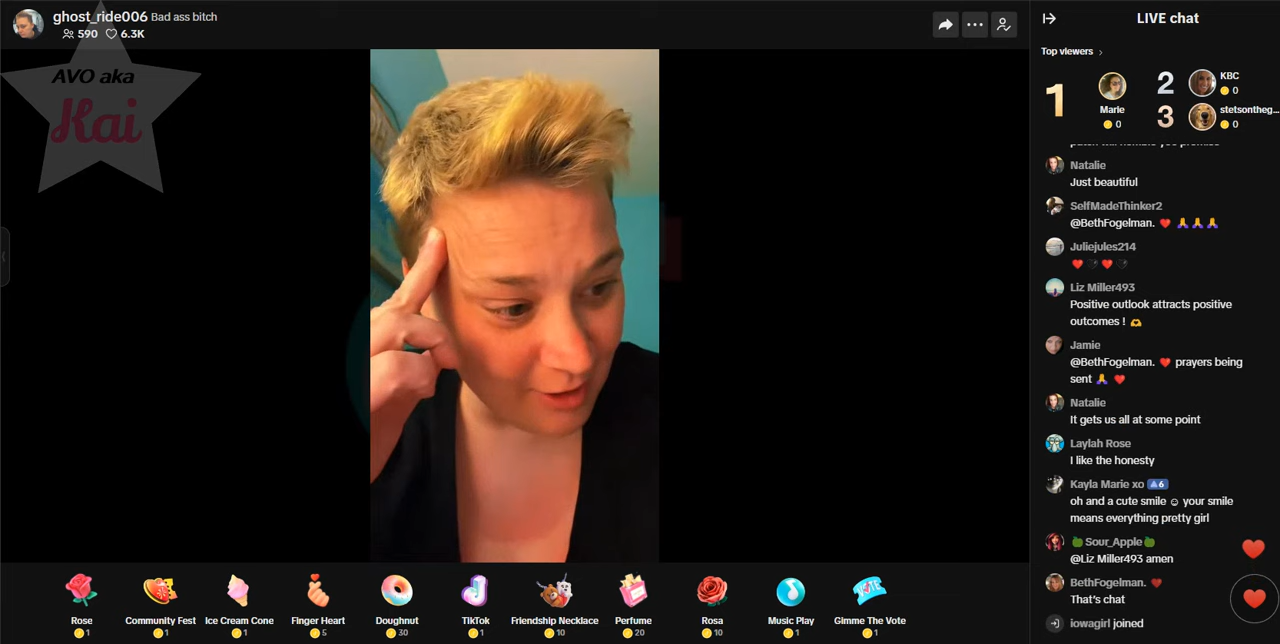 ghost_ride006 Bad ass bitch
590 6.3K
AVO aka
Kai
LIVE chat
Top viewers
1 Marie 0
2 KBC 0
3 stetsontheg... 0
Natalie
Just beautiful
SelfMadeThinker2
@BethFogelman. ❤️ 🙏 🙏 🙏
Juliejules214
❤️ 🖤 ❤️ 🖤
Liz Miller493
Positive outlook attracts positive
outcomes ! 🫶
Jamie
@BethFogelman. ❤️ prayers being
sent 🙏 ❤️
Natalie
It gets us all at some point
Laylah Rose
I like the honesty
Kayla Marie xo 6
oh and a cute smile ☺ your smile
means everything pretty girl
🍏Sour_Apple🍏
@Liz Miller493 amen
BethFogelman. ❤️
That's chat
iowagirl joined
Rose Community Fest Ice Cream Cone Finger Heart Doughnut TikTok Friendship Necklace Perfume Rosa Music Play Gimme The Vote
1 1 1 5 30 1 10 20 10 1 1